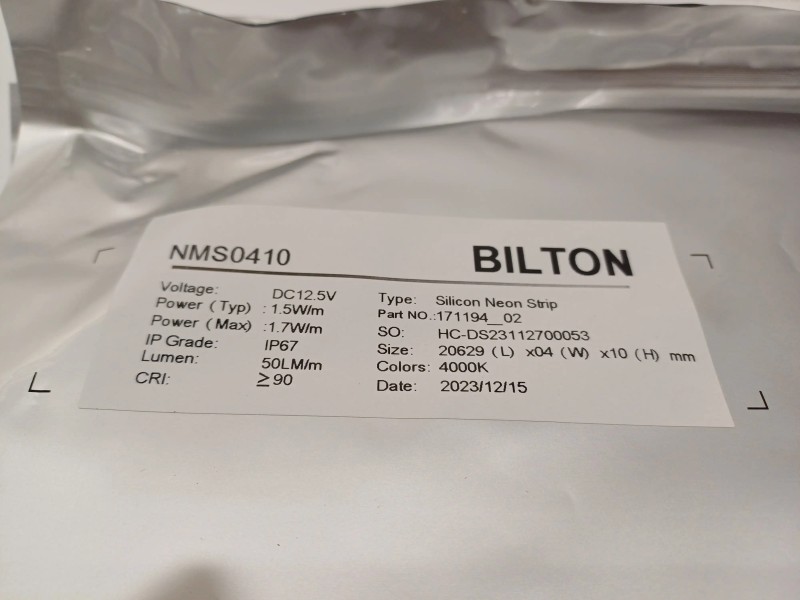 NMS0410
BILTON
Voltage: DC12.5V
Power ( Typ) : 1.5W/m
Power ( Max) :1.7W/m
IP Grade: IP67
Lumen: 50LM/m
CRI: ≥90
Type: Silicon Neon Strip
Part NO.:171194__02
SO: HC-DS23112700053
Size: 20629 ( L ) x04 ( W ) x10 ( H ) mm
Colors: 4000K
Date: 2023/12/15